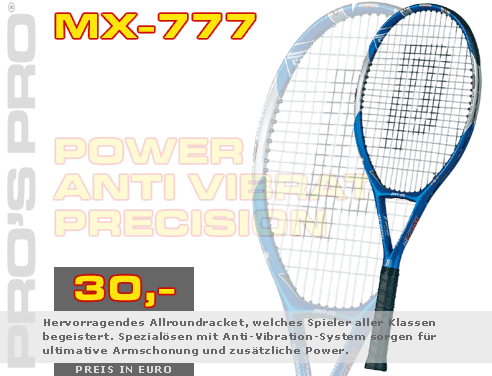 PRO'S PRO®
MX-777
POWER
ANTI VIBRAT
PRECISION
30,-
Hervorragendes Allroundracket, welches Spieler aller Klassen
begeistert. Spezialösen mit Anti-Vibration-System sorgen für
ultimative Armschonung und zusätzliche Power.
PREIS IN EURO